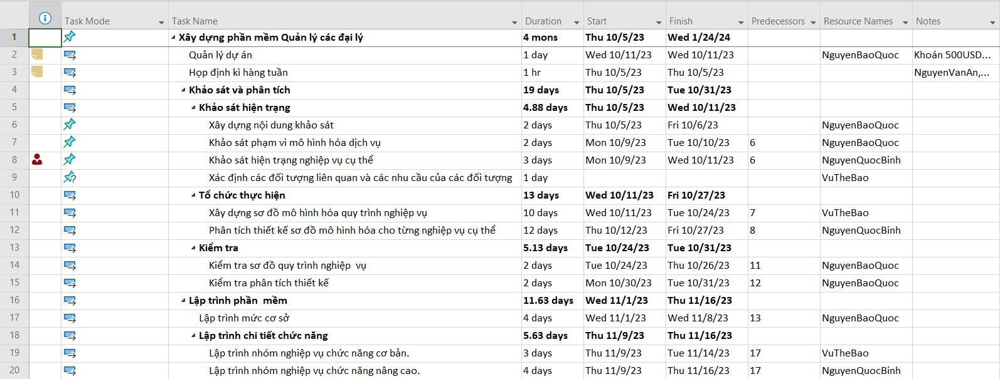 Task Mode Task Name Duration Start Finish Predecessors Resource Names Notes
1 Xây dựng phần mềm Quản lý các đại lý 4 mons Thu 10/5/23 Wed 1/24/24
2 Quản lý dự án 1 day Wed 10/11/23 Wed 10/11/23 NguyenBaoQuoc Khoán 500USD...
3 Họp định kì hàng tuần 1 hr Thu 10/5/23 Thu 10/5/23 NguyenVanAn,...
4 Khảo sát và phân tích 19 days Thu 10/5/23 Tue 10/31/23
5 Khảo sát hiện trạng 4.88 days Thu 10/5/23 Wed 10/11/23
6 Xây dựng nội dung khảo sát 2 days Thu 10/5/23 Fri 10/6/23 NguyenBaoQuoc
7 Khảo sát phạm vi mô hình hóa dịch vụ 2 days Mon 10/9/23 Tue 10/10/23 6 NguyenBaoQuoc
8 Khảo sát hiện trạng nghiệp vụ cụ thể 3 days Mon 10/9/23 Wed 10/11/23 6 NguyenQuocBinh
9 Xác định các đối tượng liên quan và các nhu cầu của các đối tượng 1 day VuTheBao
10 Tổ chức thực hiện 13 days Wed 10/11/23 Fri 10/27/23
11 Xây dựng sơ đồ mô hình hóa quy trình nghiệp vụ 10 days Wed 10/11/23 Tue 10/24/23 7 VuTheBao
12 Phân tích thiết kế sơ đồ mô hình hóa cho từng nghiệp vụ cụ thể 12 days Thu 10/12/23 Fri 10/27/23 8 NguyenQuocBinh
13 Kiểm tra 5.13 days Tue 10/24/23 Tue 10/31/23
14 Kiểm tra sơ đồ quy trình nghiệp vụ 2 days Tue 10/24/23 Thu 10/26/23 11 NguyenBaoQuoc
15 Kiểm tra phân tích thiết kế 2 days Mon 10/30/23 Tue 10/31/23 12 NguyenBaoQuoc
16 Lập trình phần mềm 11.63 days Wed 11/1/23 Thu 11/16/23
17 Lập trình mức cơ sở 4 days Wed 11/1/23 Wed 11/8/23 13 NguyenBaoQuoc
18 Lập trình chi tiết chức năng 5.63 days Thu 11/9/23 Thu 11/16/23
19 Lập trình nhóm nghiệp vụ chức năng cơ bản. 3 days Thu 11/9/23 Tue 11/14/23 17 VuTheBao
20 Lập trình nhóm nghiệp vụ chức năng nâng cao. 4 days Thu 11/9/23 Thu 11/16/23 17 NguyenQuocBinh